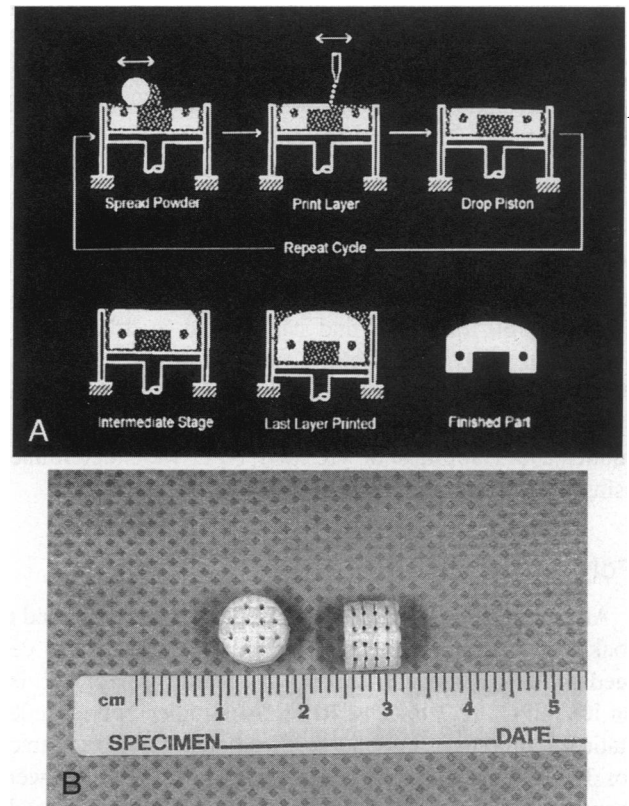 Spread Powder Print Layer Drop Piston
Repeat Cycle
Intermediate Stage Last Layer Printed Finished Part
A
cm 1 2 3 4 5
SPECIMEN DATE
B